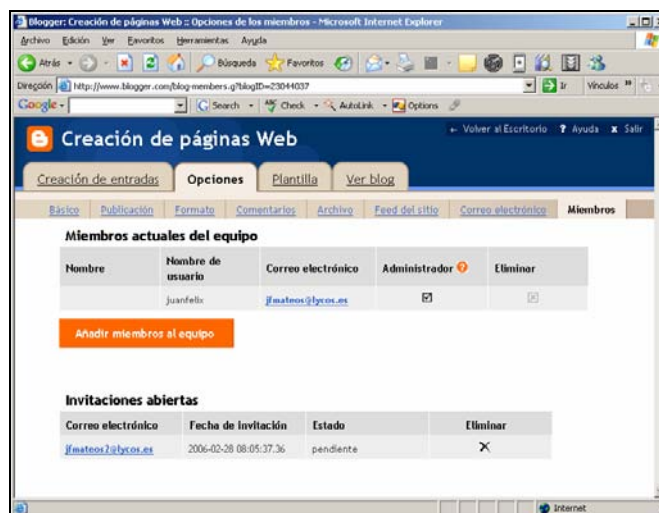 Blogger: Creación de páginas Web :: Opciones de los miembros - Microsoft Internet Explorer
Archivo Edición Ver Favoritos Herramientas Ayuda
Atrás Búsqueda Favoritos
Dirección http://www.blogger.com/blog-members.g?blogID=23044037 Ir Vínculos »
Google - Search Check AutoLink Options
← Volver al Escritorio ? Ayuda x Salir
Creación de páginas Web
Creación de entradas Opciones Plantilla Ver blog
Básico Publicación Formato Comentarios Archivo Feed del sitio Correo electrónico Miembros
Miembros actuales del equipo
Nombre Nombre de usuario Correo electrónico Administrador ? Eliminar
juanfelix jfmateos@lycos.es
Añadir miembros al equipo
Invitaciones abiertas
Correo electrónico Fecha de invitación Estado Eliminar
jfmateos2@lycos.es 2006-02-28 08:05:37.36 pendiente X
Internet